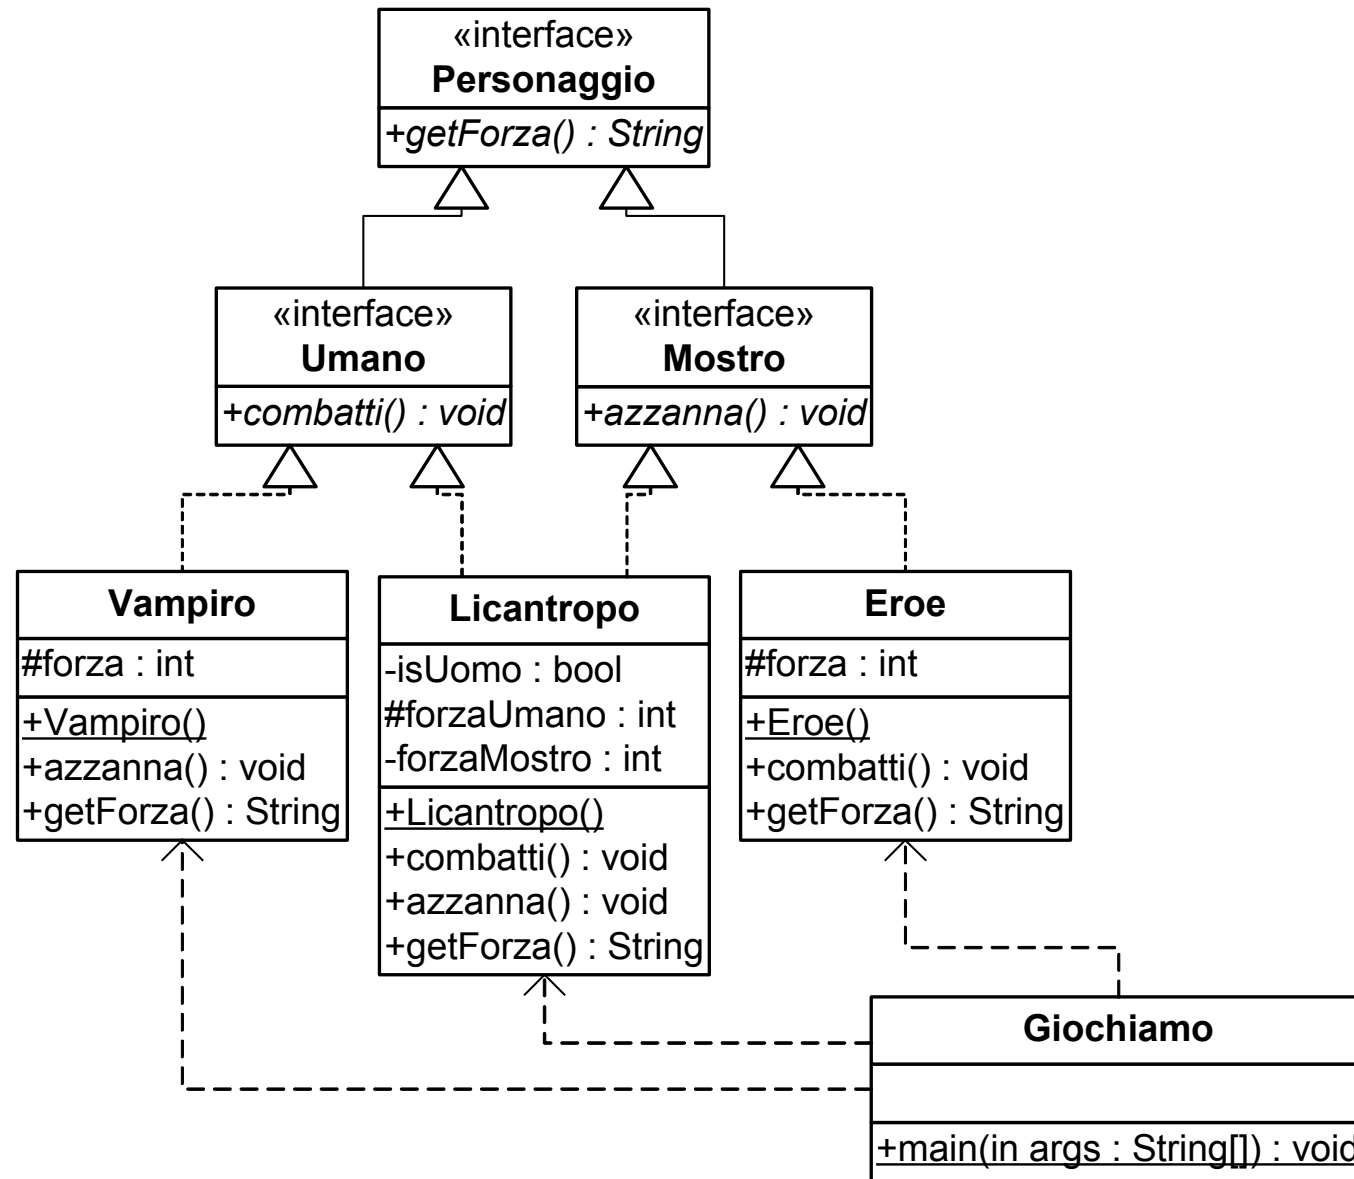 «interface»
Personaggio
+getForza() : String
«interface»
Umano
+combatti() : void
«interface»
Mostro
+azzanna() : void
Vampiro
#forza : int
+Vampiro()
+azzanna() : void
+getForza() : String
Licantropo
-isUomo : bool
#forzaUmano : int
-forzaMostro : int
+Licantropo()
+combatti() : void
+azzanna() : void
+getForza() : String
Eroe
#forza : int
+Eroe()
+combatti() : void
+getForza() : String
Giochiamo
+main(in args : String[]) : void